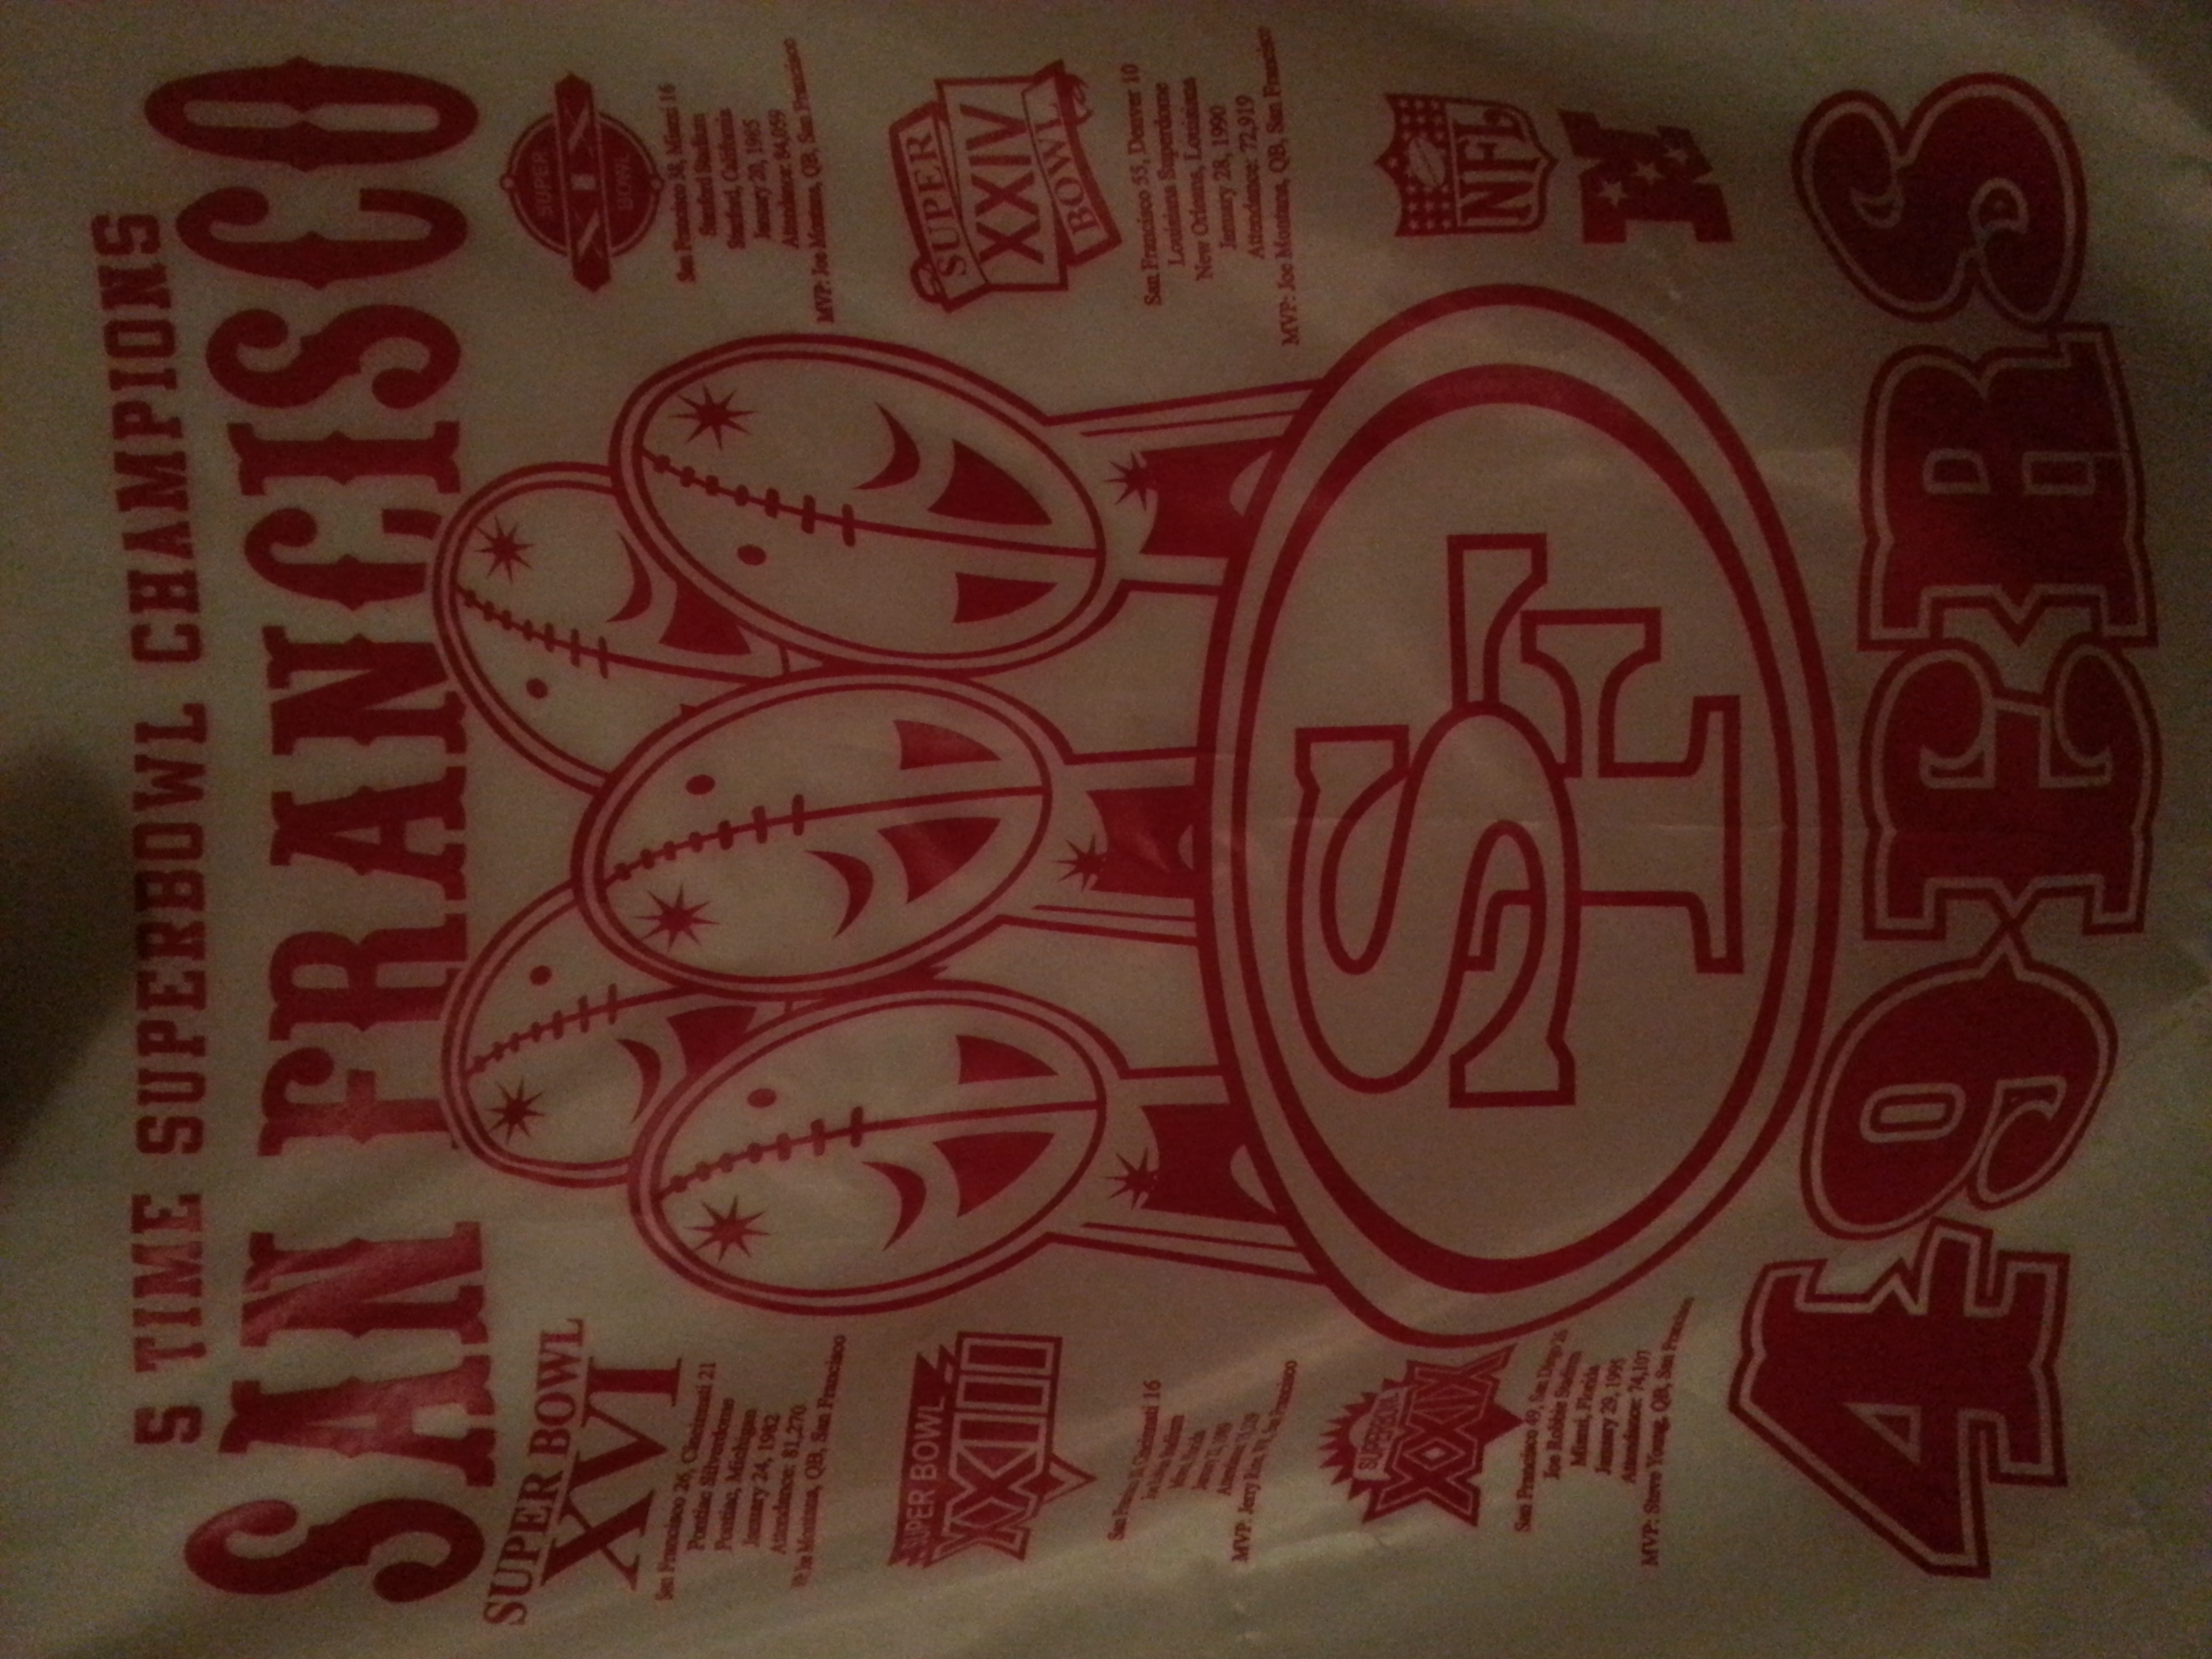 5 TIME SUPERBOWL CHAMPIONS
SAN FRANCISCO
SUPER BOWL
XVI
San Francisco 26, Cincinnati 21
Pontiac Silverdome
Pontiac, Michigan
January 24, 1982
Attendance: 81,270
Joe Montana, QB, San Francisco
SUPER
XIX
BOWL
San Francisco 38, Miami 16
Stanford Stadium
Stanford, California
January 20, 1985
Attendance: 84,059
MVP: Joe Montana, QB, San Francisco
SUPER BOWL
XXIII
Cincinnati 16
MVP: Jerry Rice, San Francisco
SUPER
XXIV
BOWL
San Francisco 55, Denver 10
Louisiana Superdome
New Orleans, Louisiana
January 28, 1990
Attendance: 72,919
MVP: Joe Montana, QB, San Francisco
SUPERBOWL
XXIX
San Francisco 49, San Diego 26
Joe Robbie Stadium
Miami, Florida
January 29, 1995
Attendance: 74,107
MVP: Steve Young, QB, San Francisco
NFL
N
SF
49ERS